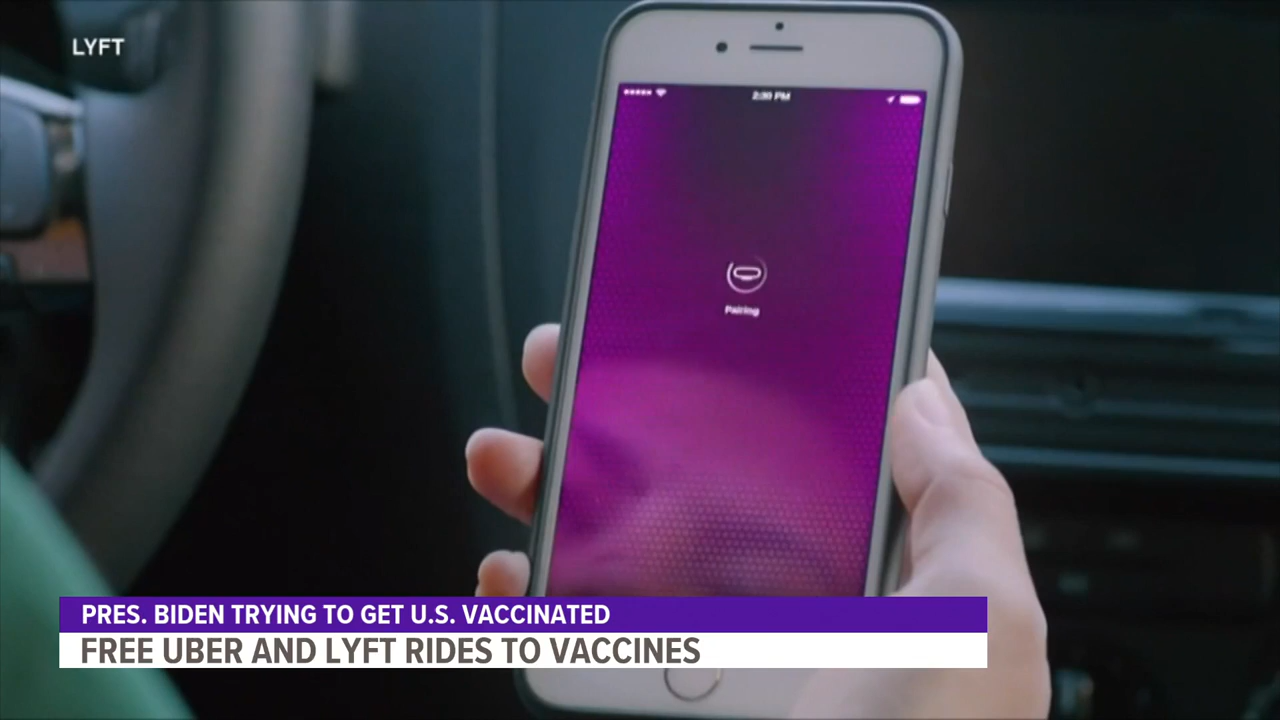 LYFT
2:30 PM
Pairing
PRES. BIDEN TRYING TO GET U.S. VACCINATED
FREE UBER AND LYFT RIDES TO VACCINES